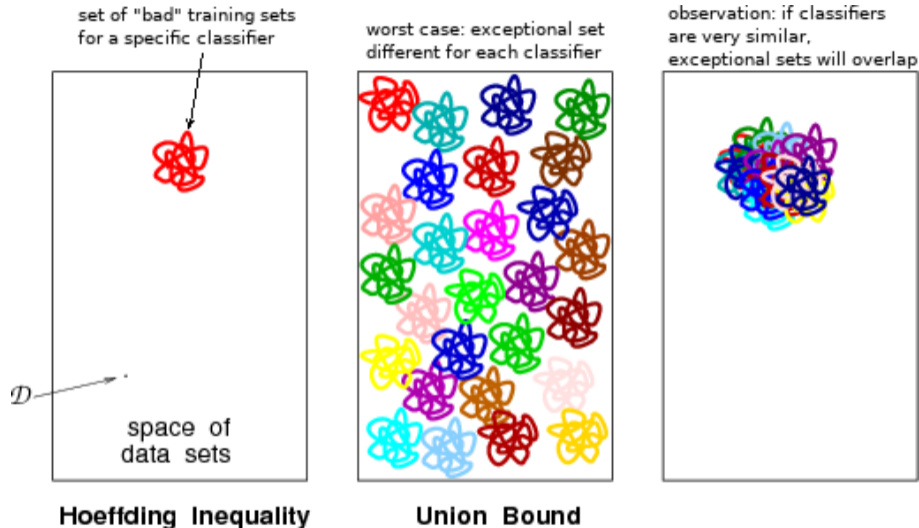 set of "bad" training sets
for a specific classifier
worst case: exceptional set
different for each classifier
observation: if classifiers
are very similar,
exceptional sets will overlap
𝒟
space of
data sets
Hoeffding Inequality
Union Bound